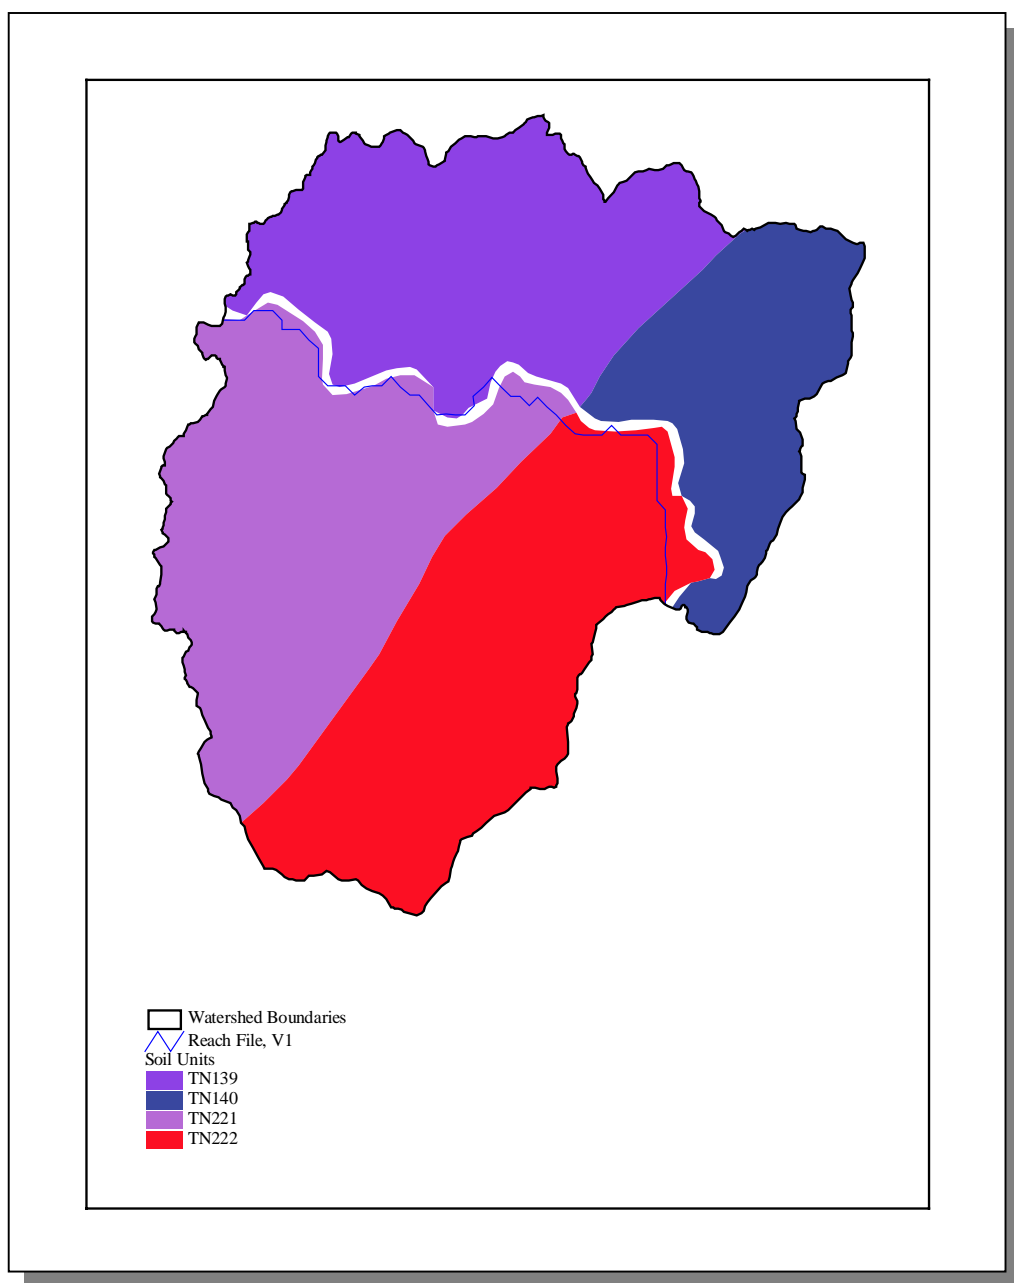 Watershed Boundaries
Reach File, V1
Soil Units
TN139
TN140
TN221
TN222